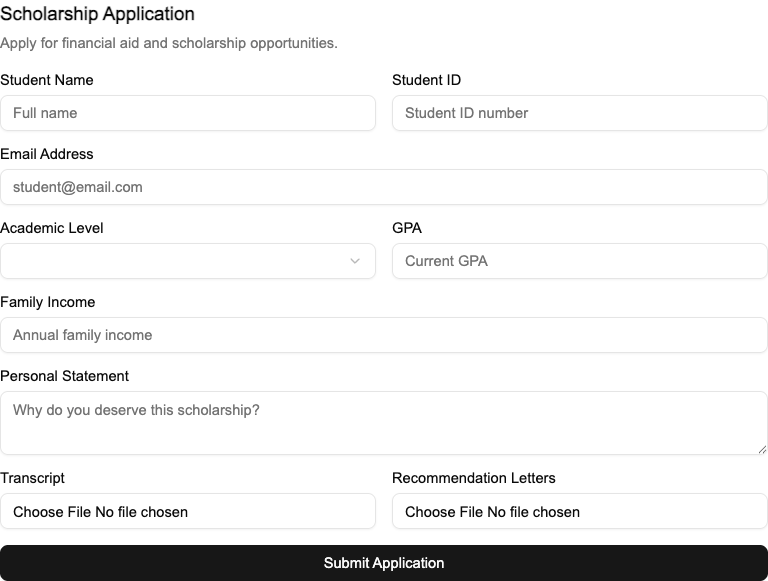 Scholarship Application
Apply for financial aid and scholarship opportunities.
Student Name
Student ID
Full name
Student ID number
Email Address
student@email.com
Academic Level
GPA
Current GPA
Family Income
Annual family income
Personal Statement
Why do you deserve this scholarship?
Transcript
Recommendation Letters
Choose File No file chosen
Choose File No file chosen
Submit Application